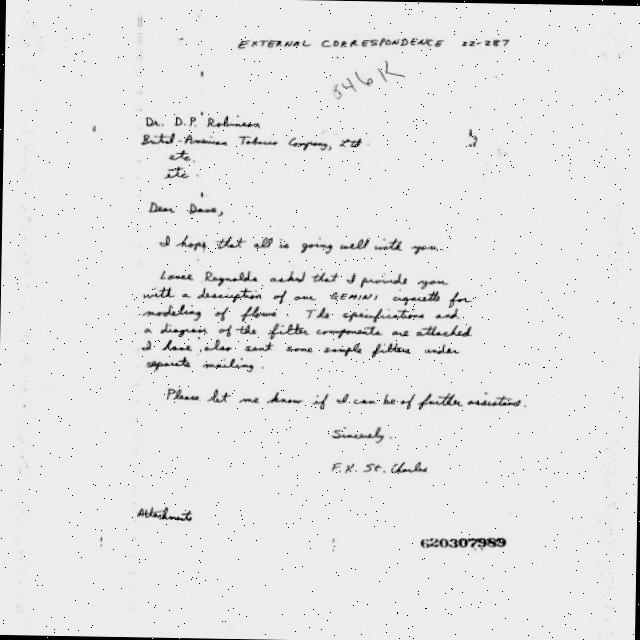 EXTERNAL CORRESPONDENCE 22-287
046K
Dr. D.P. Robinson
British-American Tobacco Company, Ltd.
etc.
etc.
Dear Dave,
I hope that all is going well with you.
Reynolds asked that I provide you
with a description of our GEMINI cigarette for
modeling of flows. The specifications and
a diagram of the filter components are attached
I have also sent some sample filters under
separate mailing.
Please let me know if I can be of further assistance.
Sincerely,
F.K. St. Charles
Attachments
620307989